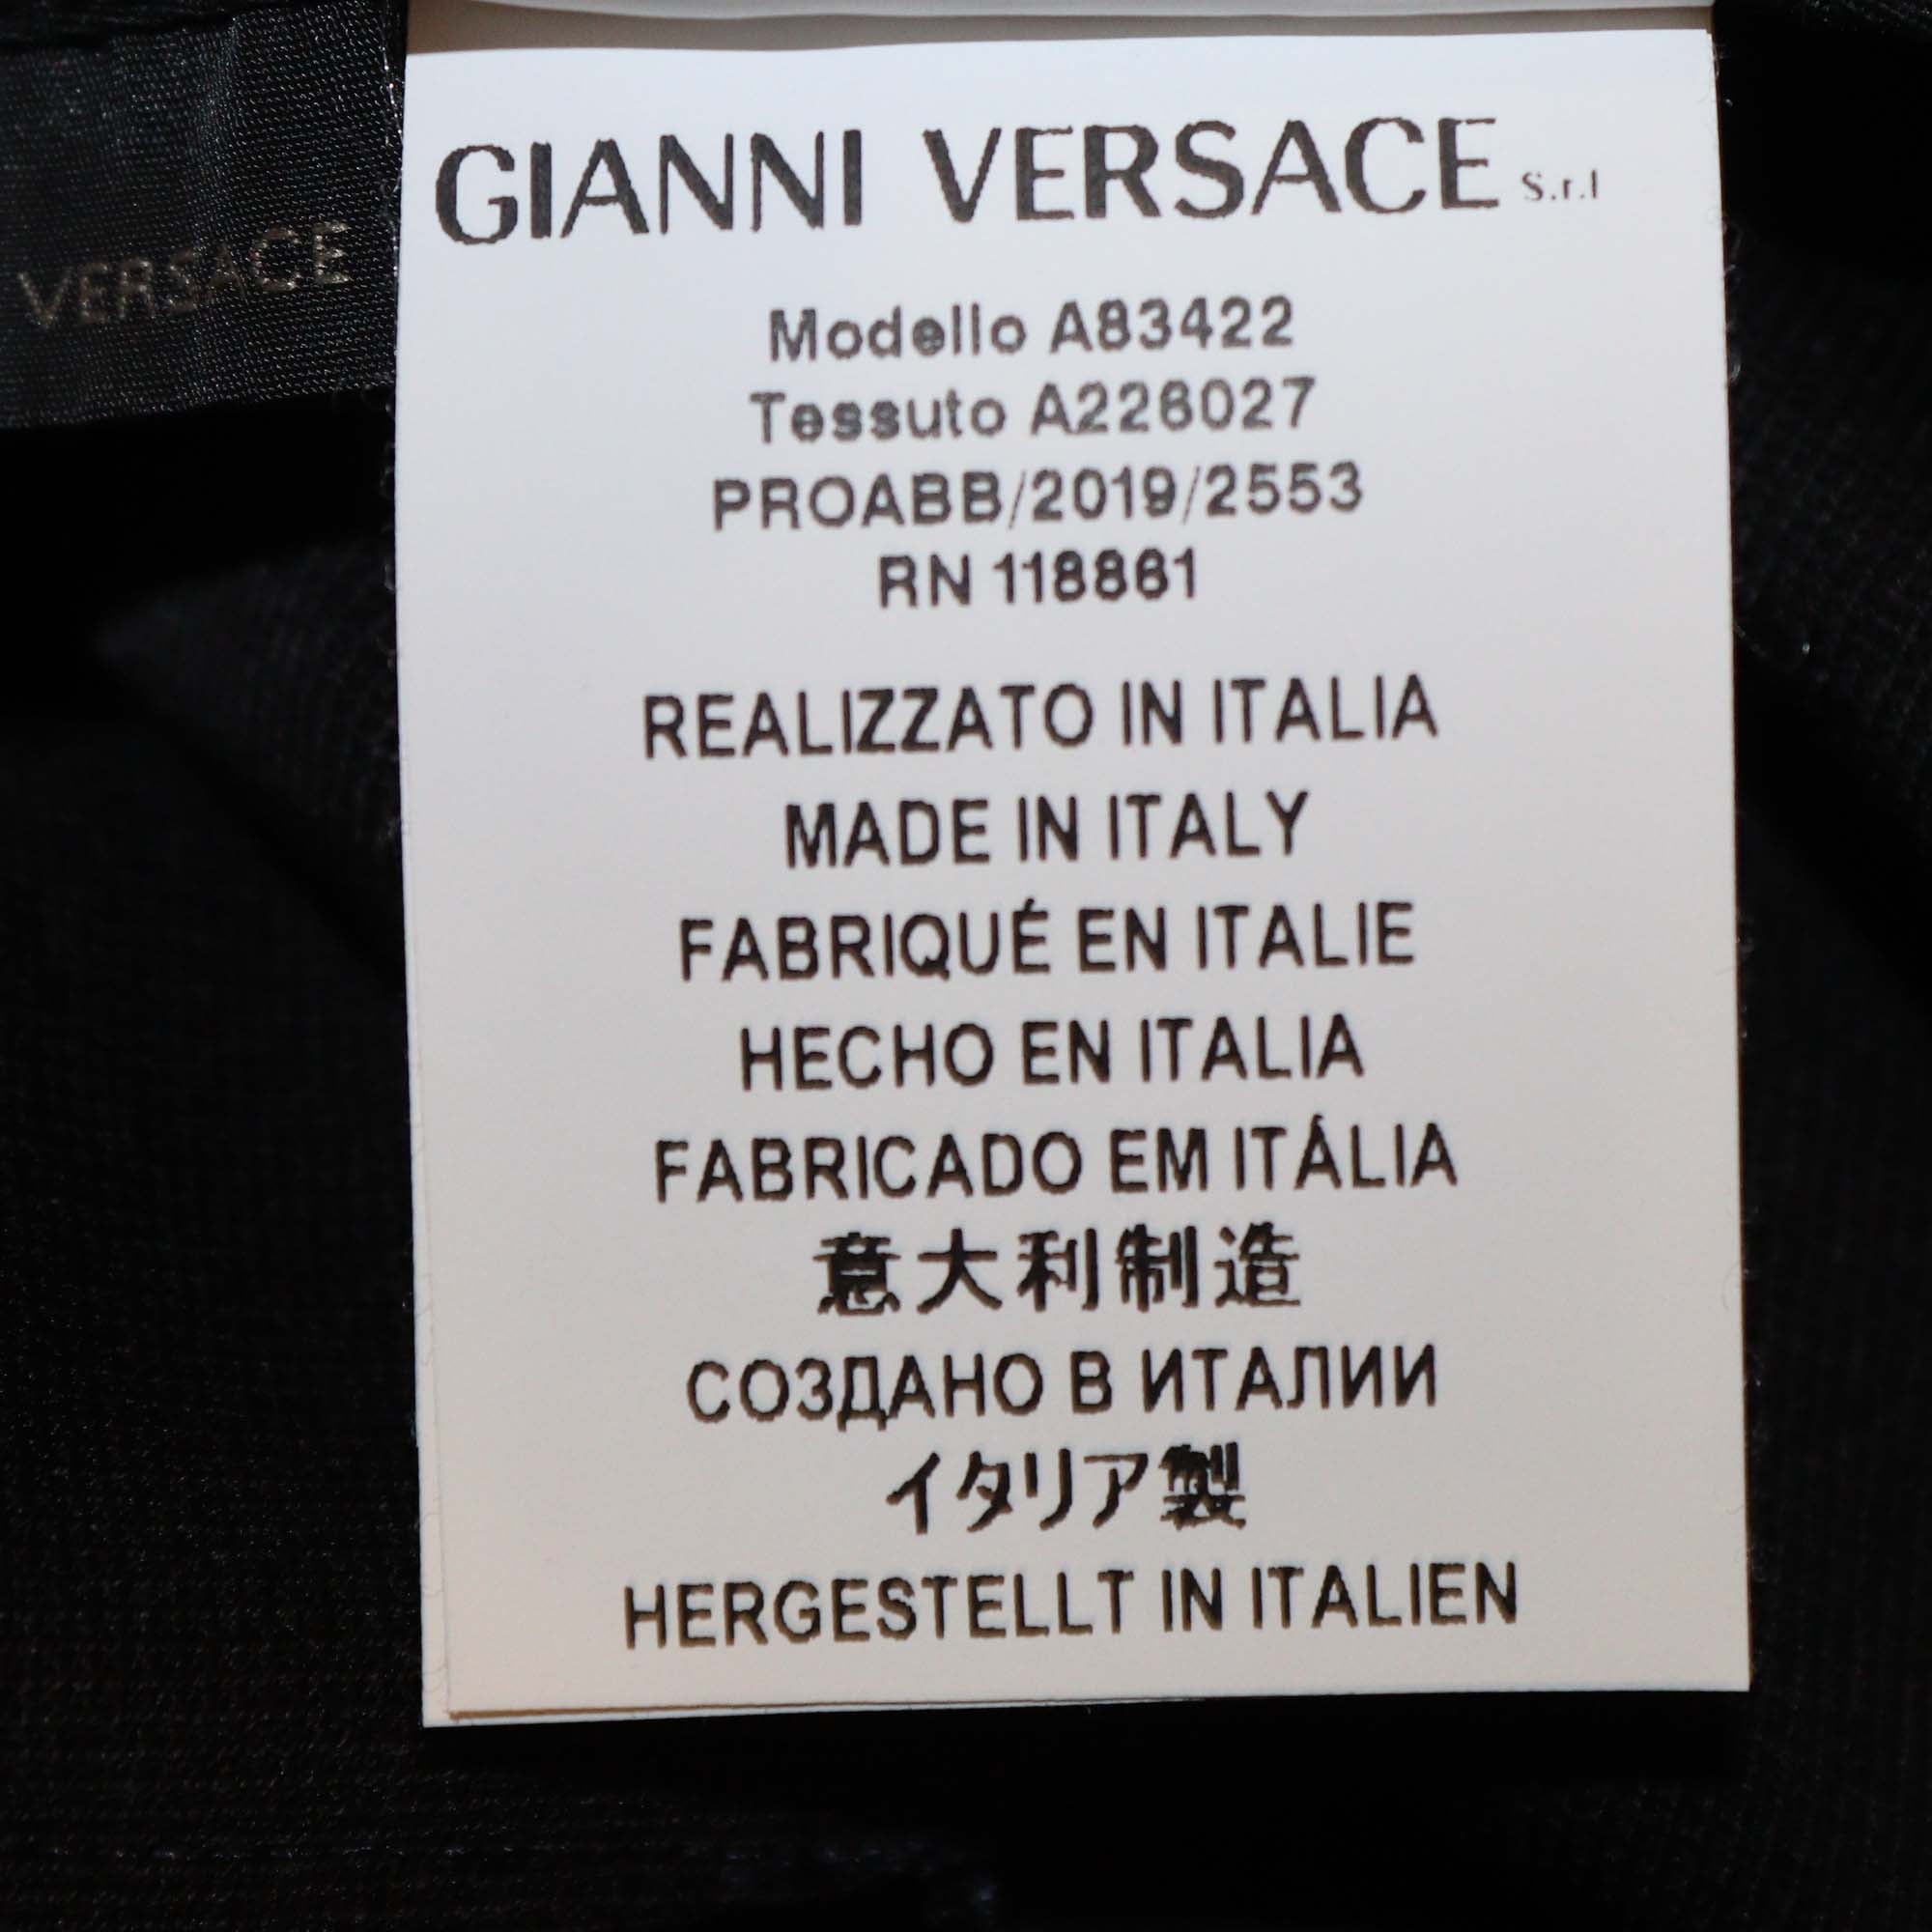 VERSACE
GIANNI VERSACE S.r.l
Modello A83422
Tessuto A226027
PROABB/2019/2553
RN 118861
REALIZZATO IN ITALIA
MADE IN ITALY
FABRIQUÉ EN ITALIE
HECHO EN ITALIA
FABRICADO EM ITÁLIA
意大利制造
СОЗДАНО В ИТАЛИИ
イタリア製
HERGESTELLT IN ITALIEN